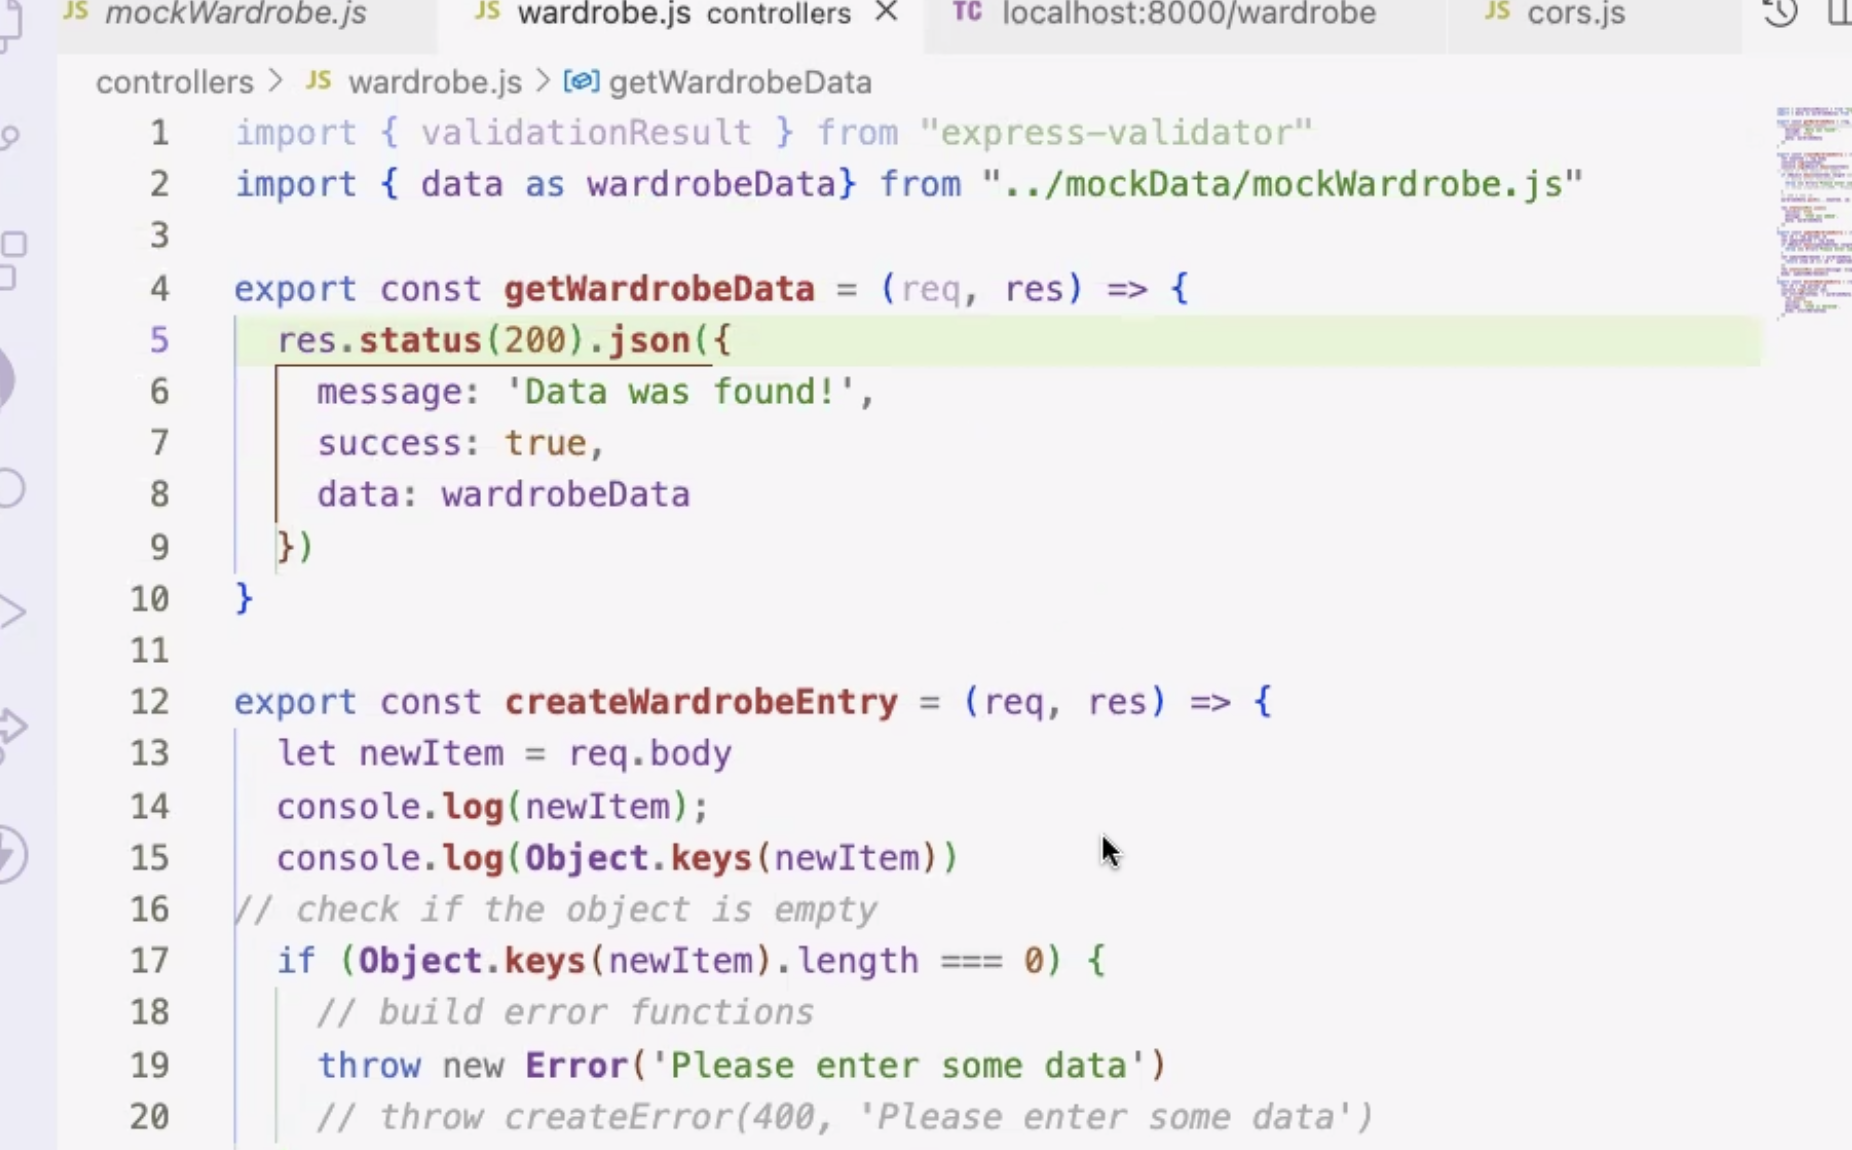 JS mockWardrobe.js JS wardrobe.js controllers × TC localhost:8000/wardrobe JS cors.js
controllers > JS wardrobe.js > getWardrobeData
1 import { validationResult } from "express-validator"
2 import { data as wardrobeData} from "../mockData/mockWardrobe.js"
3
4 export const getWardrobeData = (req, res) => {
5 res.status(200).json({
6 message: 'Data was found!',
7 success: true,
8 data: wardrobeData
9 })
10 }
11
12 export const createWardrobeEntry = (req, res) => {
13 let newItem = req.body
14 console.log(newItem);
15 console.log(Object.keys(newItem))
16 // check if the object is empty
17 if (Object.keys(newItem).length === 0) {
18 // build error functions
19 throw new Error('Please enter some data')
20 // throw createError(400, 'Please enter some data')